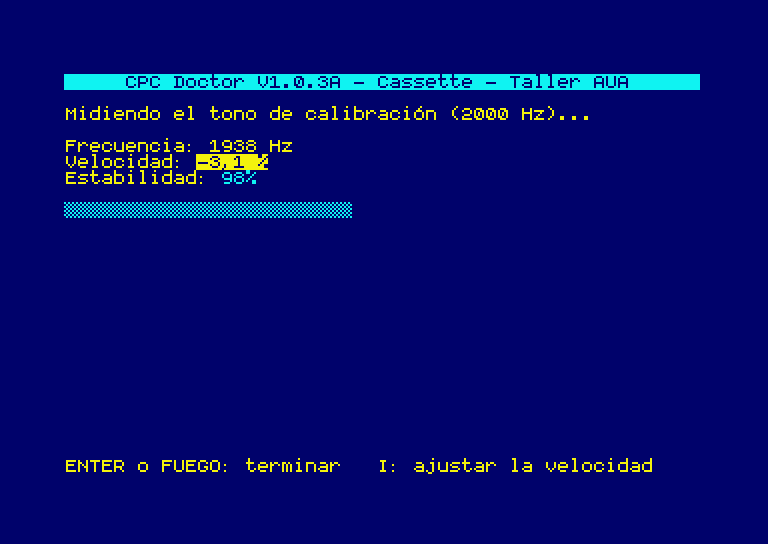 CPC Doctor V1.0.3A - Cassette - Taller AUA
Midiendo el tono de calibración (2000 Hz)...
Frecuencia: 1938 Hz
Velocidad: -3,1 %
Estabilidad: 98%
ENTER o FUEGO: terminar I: ajustar la velocidad